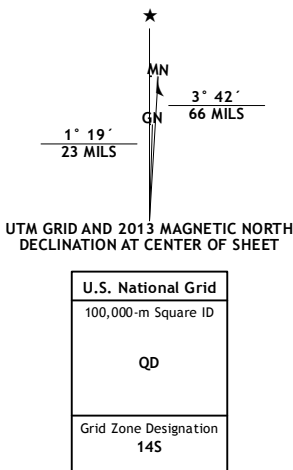 ★
MN
3° 42´
66 MILS
GN
1° 19´
23 MILS
UTM GRID AND 2013 MAGNETIC NORTH
DECLINATION AT CENTER OF SHEET
U.S. National Grid
100,000-m Square ID
QD
Grid Zone Designation
14S